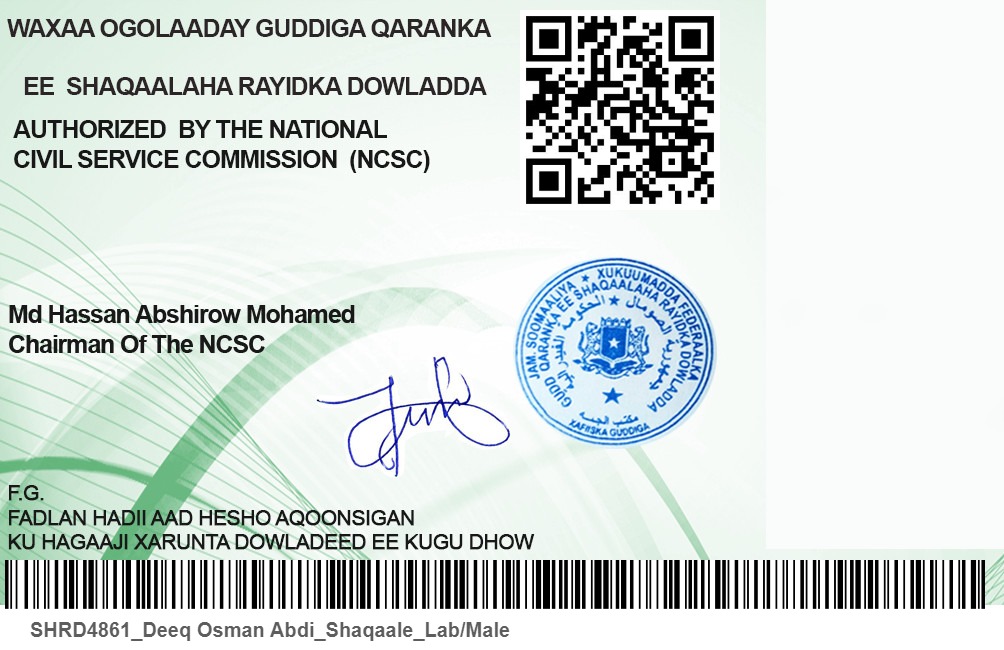 WAXAA OGOLAADAY GUDDIGA QARANKA
EE SHAQAALAHA RAYIDKA DOWLADDA
AUTHORIZED BY THE NATIONAL
CIVIL SERVICE COMMISSION (NCSC)
JAM. SOOMAALIYA ★ XUKUUMADDA FEDERAALKA
GUDD QARANKA EE SHAQAALAHA RAYIDKA DOWLADDA
XAFIISKA GUDDIGA
Md Hassan Abshirow Mohamed
Chairman Of The NCSC
F.G.
FADLAN HADII AAD HESHO AQOONSIGAN
KU HAGAAJI XARUNTA DOWLADEED EE KUGU DHOW
SHRD4861_Deeq Osman Abdi_Shaqaale_Lab/Male